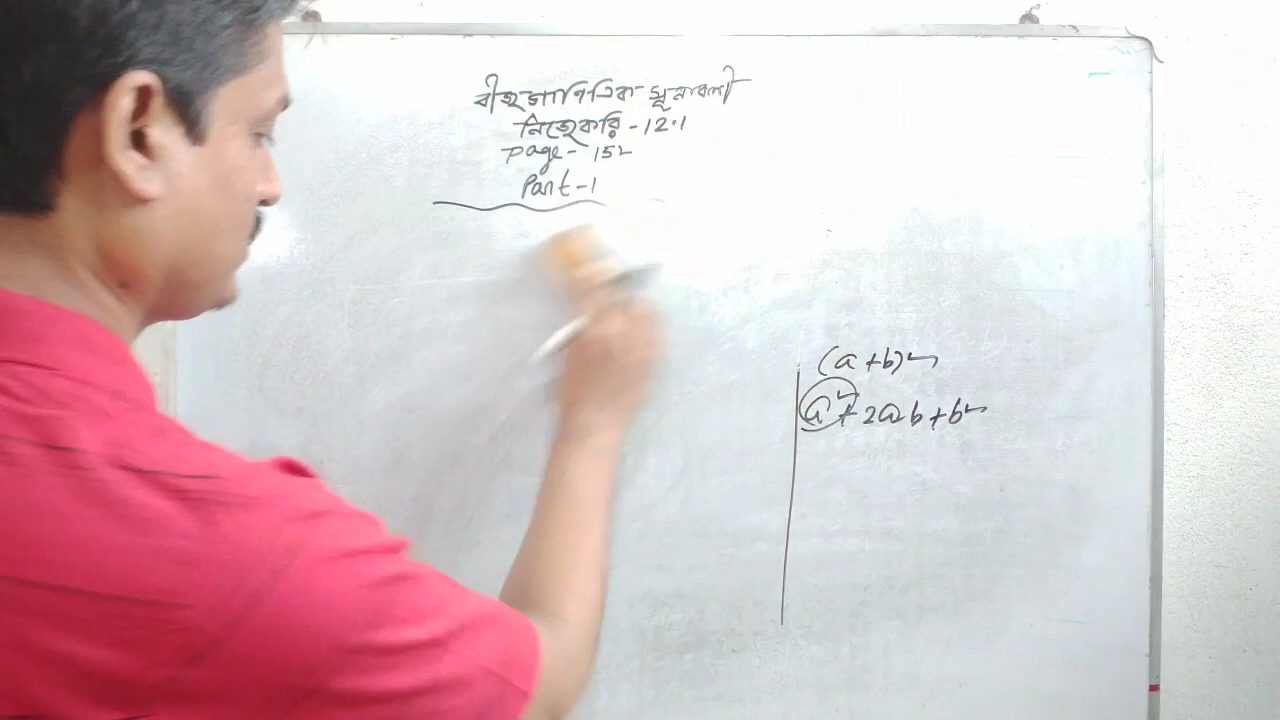 বীজগাণিতিক সূত্রাবলী
নিজেকরি - 12.1
Page - 152
Part - 1
(a + b)²
a² + 2ab + b²